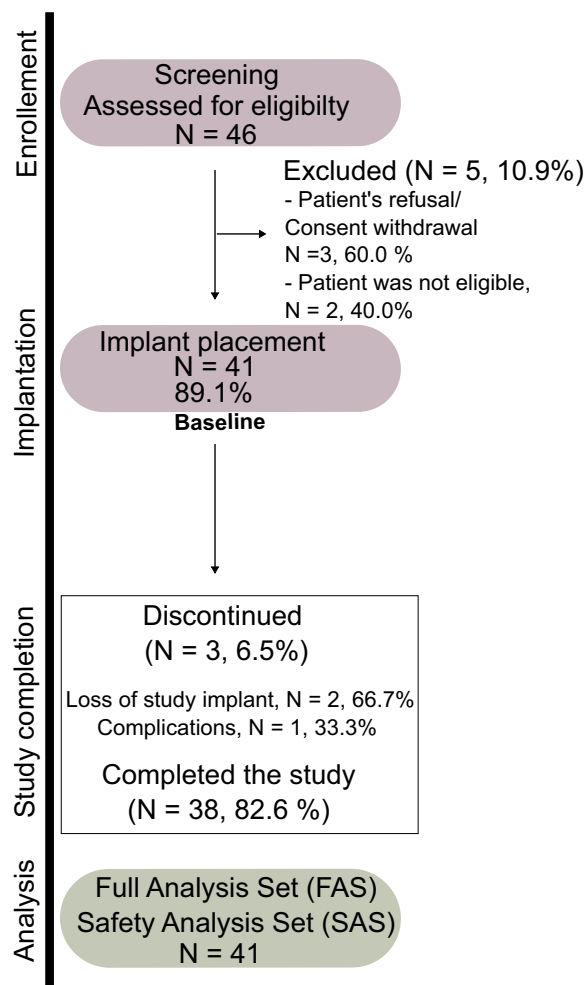 Enrollement
Screening
Assessed for eligibilty
N = 46
Excluded (N = 5, 10.9%)
- Patient's refusal/
Consent withdrawal
N =3, 60.0 %
- Patient was not eligible,
N = 2, 40.0%
Implantation
Implant placement
N = 41
89.1%
Baseline
Study completion
Discontinued
(N = 3, 6.5%)
Loss of study implant, N = 2, 66.7%
Complications, N = 1, 33.3%
Completed the study
(N = 38, 82.6 %)
Analysis
Full Analysis Set (FAS)
Safety Analysis Set (SAS)
N = 41